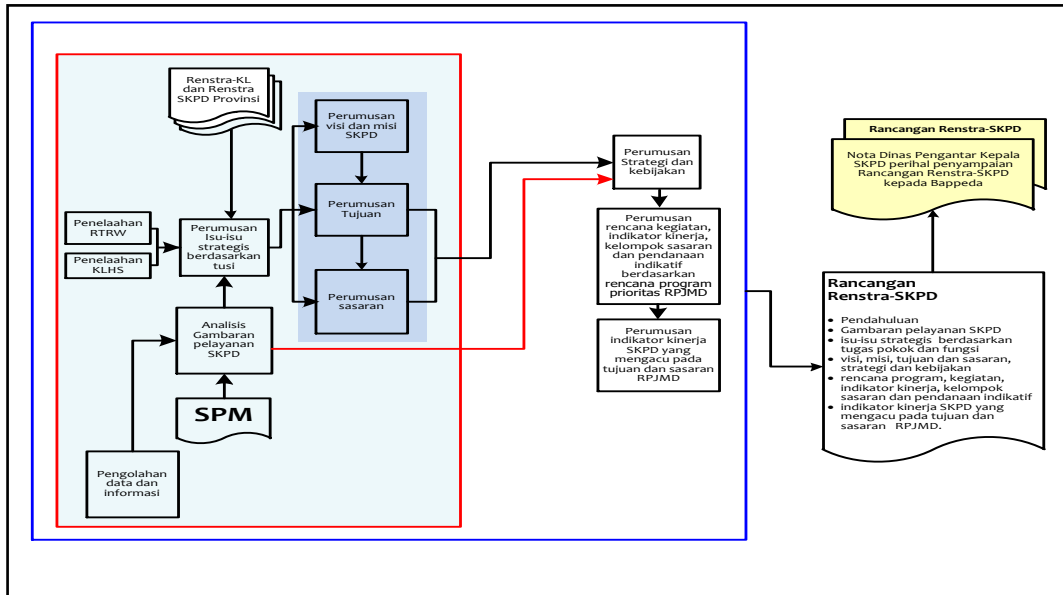 Renstra-KL
dan Renstra
SKPD Provinsi
Perumusan
visi dan misi
SKPD
Perumusan
Tujuan
Perumusan
sasaran
Penelaahan
RTRW
Penelaahan
KLHS
Perumusan
Isu-isu
strategis
berdasarkan
tusi
Analisis
Gambaran
pelayanan
SKPD
SPM
Pengolahan
data dan
informasi
Perumusan
Strategi dan
kebijakan
Perumusan
rencana kegiatan,
indikator kinerja,
kelompok sasaran
dan pendanaan
indikatif
berdasarkan
rencana program
prioritas RPJMD
Perumusan
indikator kinerja
SKPD yang
mengacu pada
tujuan dan sasaran
RPJMD
Rancangan Renstra-SKPD
Nota Dinas Pengantar Kepala
SKPD perihal penyampaian
Rancangan Renstra-SKPD
kepada Bappeda
Rancangan
Renstra-SKPD
• Pendahuluan
• Gambaran pelayanan SKPD
• isu-isu strategis berdasarkan
tugas pokok dan fungsi
• visi, misi, tujuan dan sasaran,
strategi dan kebijakan
• rencana program, kegiatan,
indikator kinerja, kelompok
sasaran dan pendanaan indikatif
• indikator kinerja SKPD yang
mengacu pada tujuan dan
sasaran RPJMD.